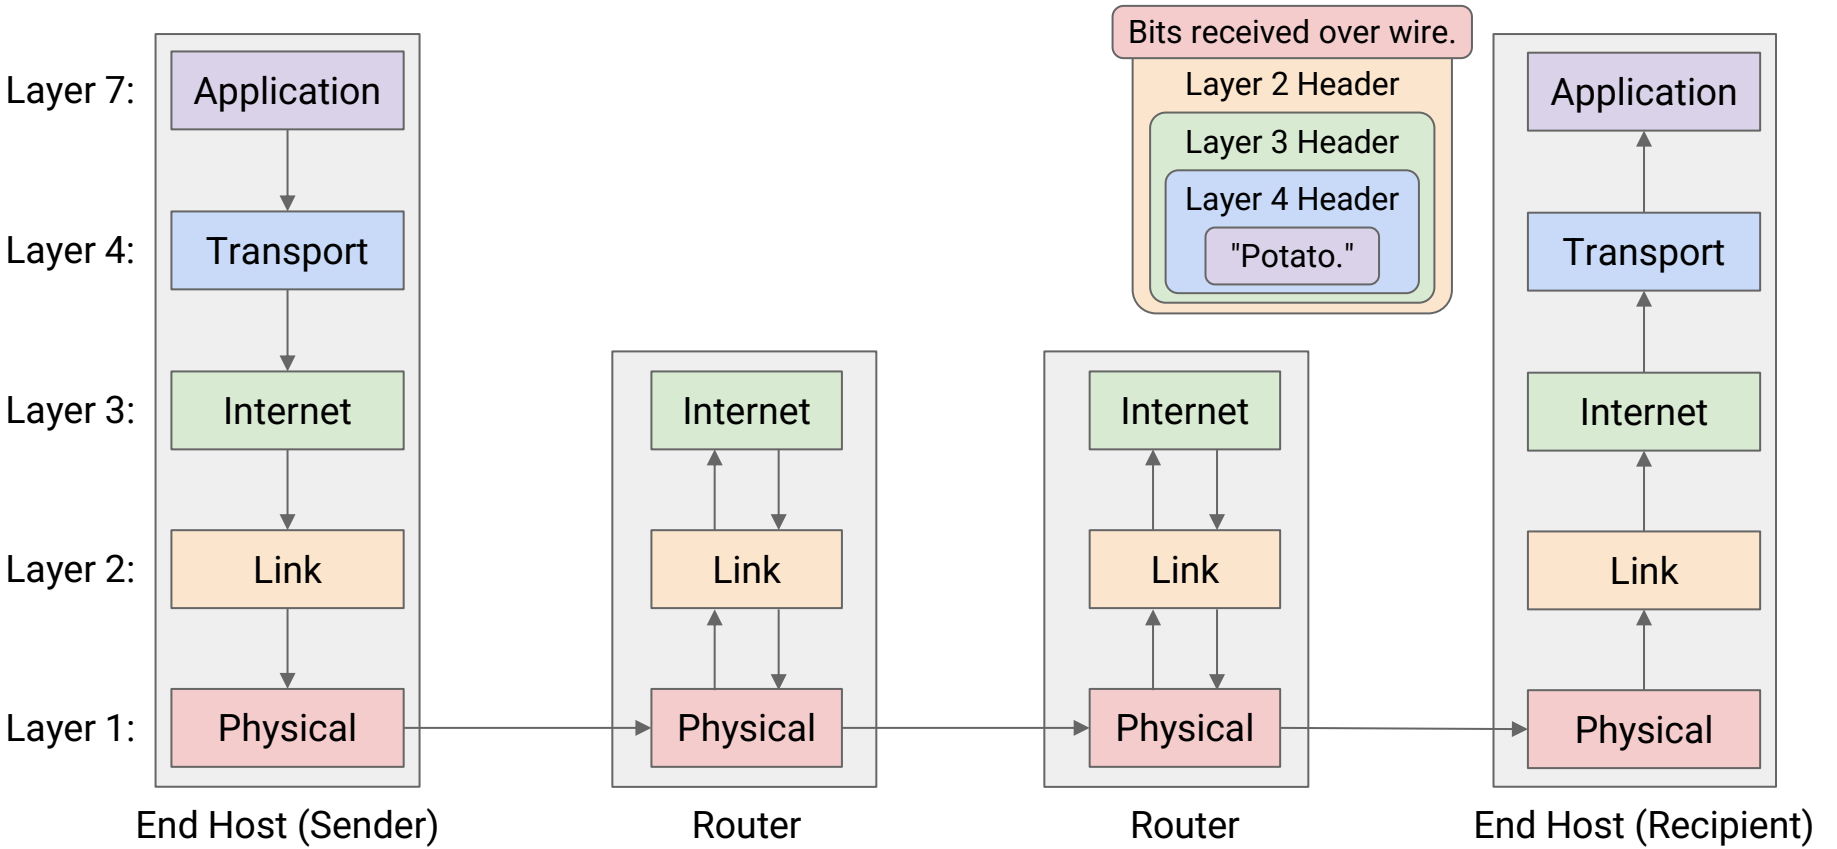 Bits received over wire.
Layer 2 Header
Layer 3 Header
Layer 4 Header
"Potato."
Layer 7:
Application
Application
Layer 4:
Transport
Transport
Layer 3:
Internet
Internet
Internet
Internet
Layer 2:
Link
Link
Link
Link
Layer 1:
Physical
Physical
Physical
Physical
End Host (Sender)
Router
Router
End Host (Recipient)